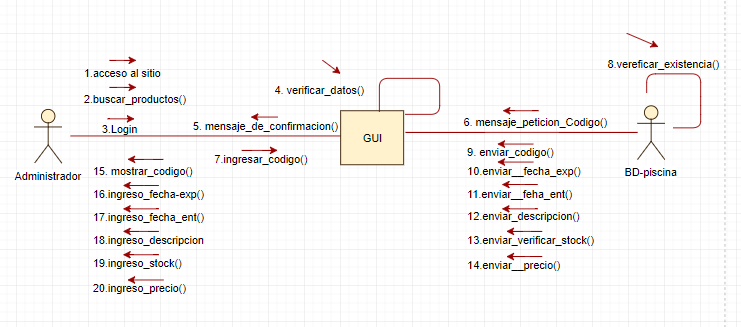 1.acceso al sitio
2.buscar_productos()
3.Login
Administrador
4. verificar_datos()
5. mensaje_de_confirmacion()
GUI
6. mensaje_peticion_Codigo()
7.ingresar_codigo()
8.vereficar_existencia()
BD-piscina
9. enviar_codigo()
10.enviar__fecha_exp()
11.enviar__feha_ent()
12.enviar_descripcion()
13.enviar_verificar_stock()
14.enviar__precio()
15. mostrar_codigo()
16.ingreso_fecha-exp()
17.ingreso_fecha_ent()
18.ingreso_descripcion
19.ingreso_stock()
20.ingreso_precio()